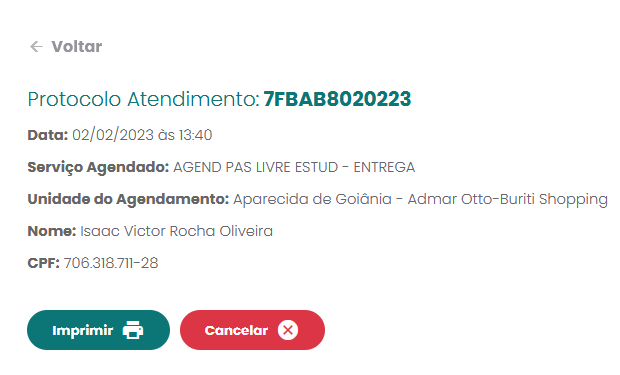 Voltar
Protocolo Atendimento: 7FBAB8020223
Data: 02/02/2023 às 13:40
Serviço Agendado: AGEND PAS LIVRE ESTUD - ENTREGA
Unidade do Agendamento: Aparecida de Goiânia - Admar Otto-Buriti Shopping
Nome: Isaac Victor Rocha Oliveira
CPF: 706.318.711-28
Imprimir Cancelar